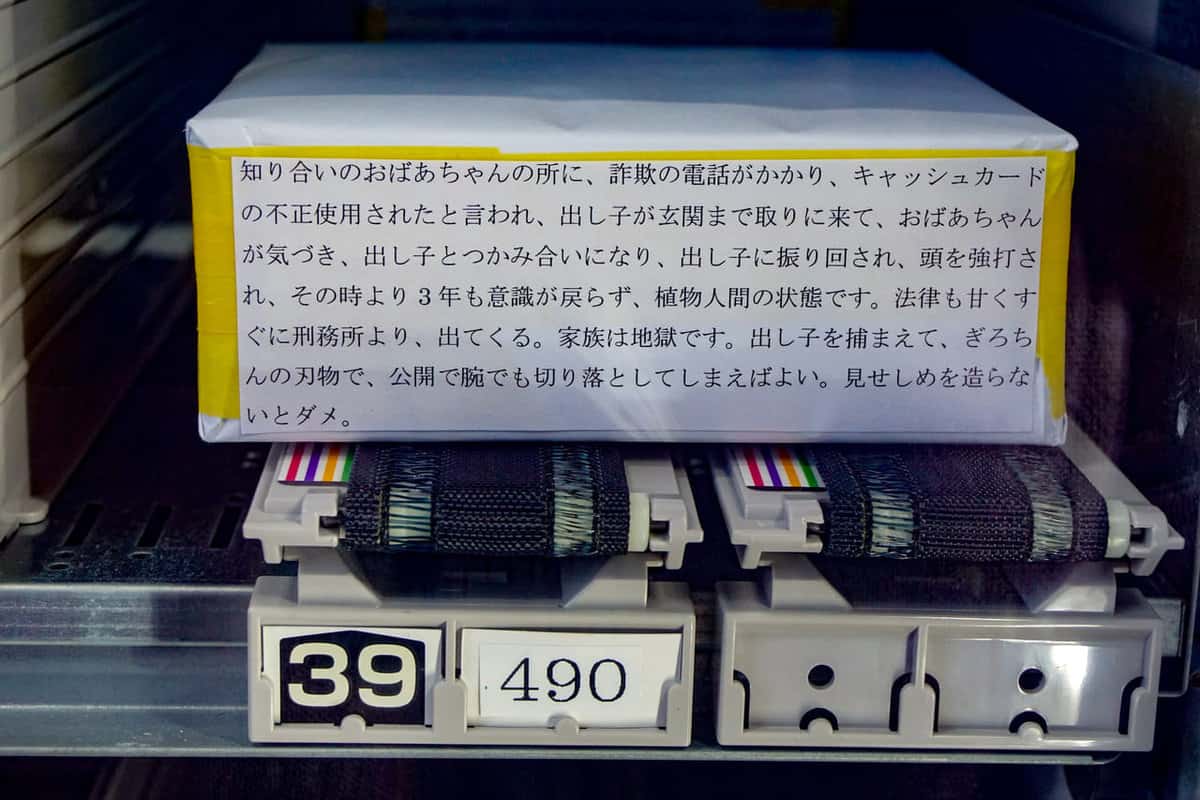 知り合いのおばあちゃんの所に、詐欺の電話がかかり、キャッシュカード
の不正使用されたと言われ、出し子が玄関まで取りに来て、おばあちゃん
が気づき、出し子とつかみ合いになり、出し子に振り回され、頭を強打さ
れ、その時より3年も意識が戻らず、植物人間の状態です。法律も甘くす
ぐに刑務所より、出てくる。家族は地獄です。出し子を捕まえて、ぎろち
んの刃物で、公開で腕でも切り落としてしまえばよい。見せしめを造らな
いとダメ。
39 490